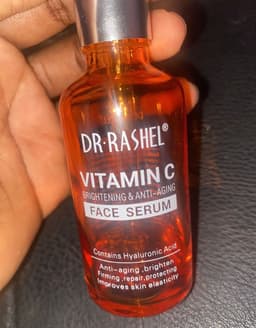 DR·RASHEL®
VITAMIN C
BRIGHTENING & ANTI-AGING
FACE SERUM
Contains Hyaluronic Acid
Anti-aging ,brighten
Firming ,repair,protecting
Improves skin elasticity